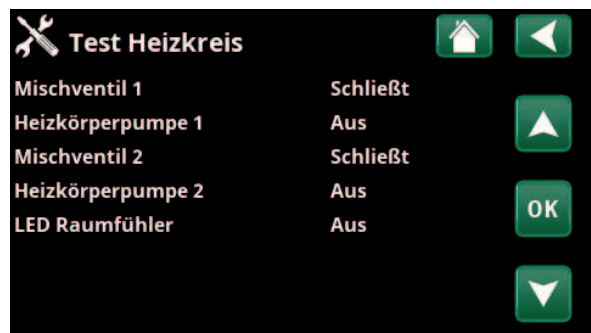 Test Heizkreis
Mischventil 1 Schließt
Heizkörperpumpe 1 Aus
Mischventil 2 Schließt
Heizkörperpumpe 2 Aus
LED Raumfühler Aus
OK